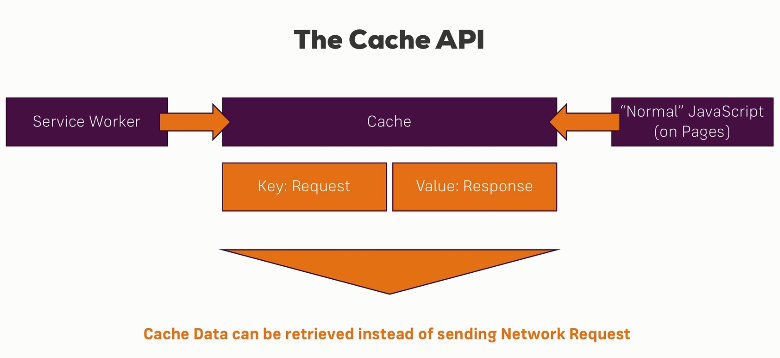 The Cache API
Service Worker
Cache
“Normal” JavaScript
(on Pages)
Key: Request
Value: Response
Cache Data can be retrieved instead of sending Network Request